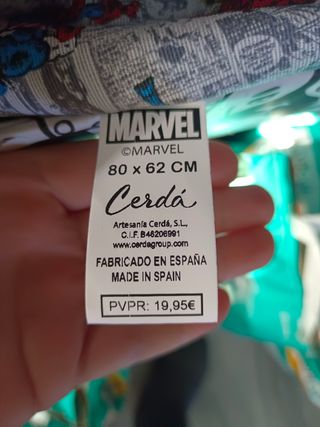 MARVEL
©MARVEL
80 x 62 CM
Cerdá
Artesanía Cerdá, S.L.,
C.I.F. B46206991
www.cerdagroup.com
FABRICADO EN ESPAÑA
MADE IN SPAIN
PVPR: 19,95€